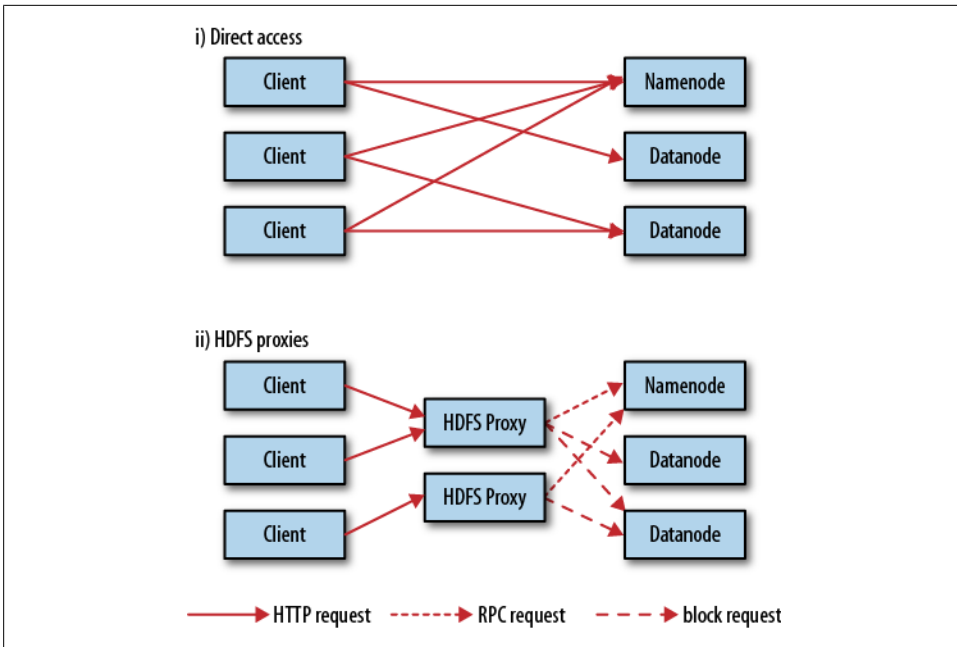 i) Direct access
Client
Namenode
Client
Datanode
Client
Datanode
ii) HDFS proxies
Client
Namenode
HDFS Proxy
Client
Datanode
HDFS Proxy
Client
Datanode
HTTP request
RPC request
block request